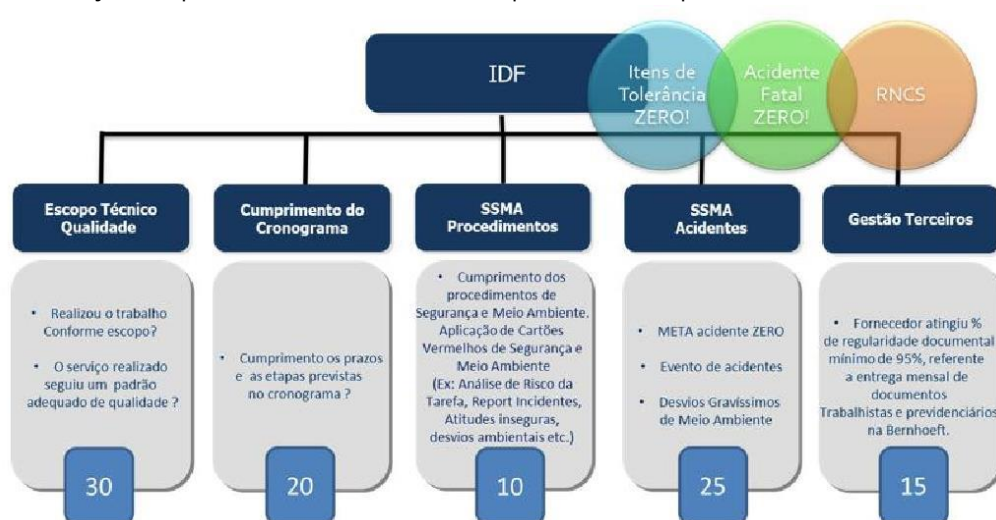 IDF
Itens de
Tolerância
ZERO!
Acidente
Fatal
ZERO!
RNCS
Escopo Técnico
Qualidade
• Realizou o trabalho
Conforme escopo?
• O serviço realizado
seguiu um padrão
adequado de qualidade ?
30
Cumprimento do
Cronograma
• Cumprimento os prazos
e as etapas previstas
no cronograma ?
20
SSMA
Procedimentos
• Cumprimento dos
procedimentos de
Segurança e Meio Ambiente.
Aplicação de Cartões
Vermelhos de Segurança e
Meio Ambiente
(Ex: Análise de Risco da
Tarefa, Report Incidentes,
Atitudes inseguras,
desvios ambientais etc.)
10
SSMA
Acidentes
• META acidente ZERO
• Evento de acidentes
• Desvios Gravíssimos
de Meio Ambiente
25
Gestão Terceiros
• Fornecedor atingiu %
de regularidade documental
mínimo de 95%, referente
a entrega mensal de
documentos
Trabalhistas e previdenciários
na Bernhoeft.
15